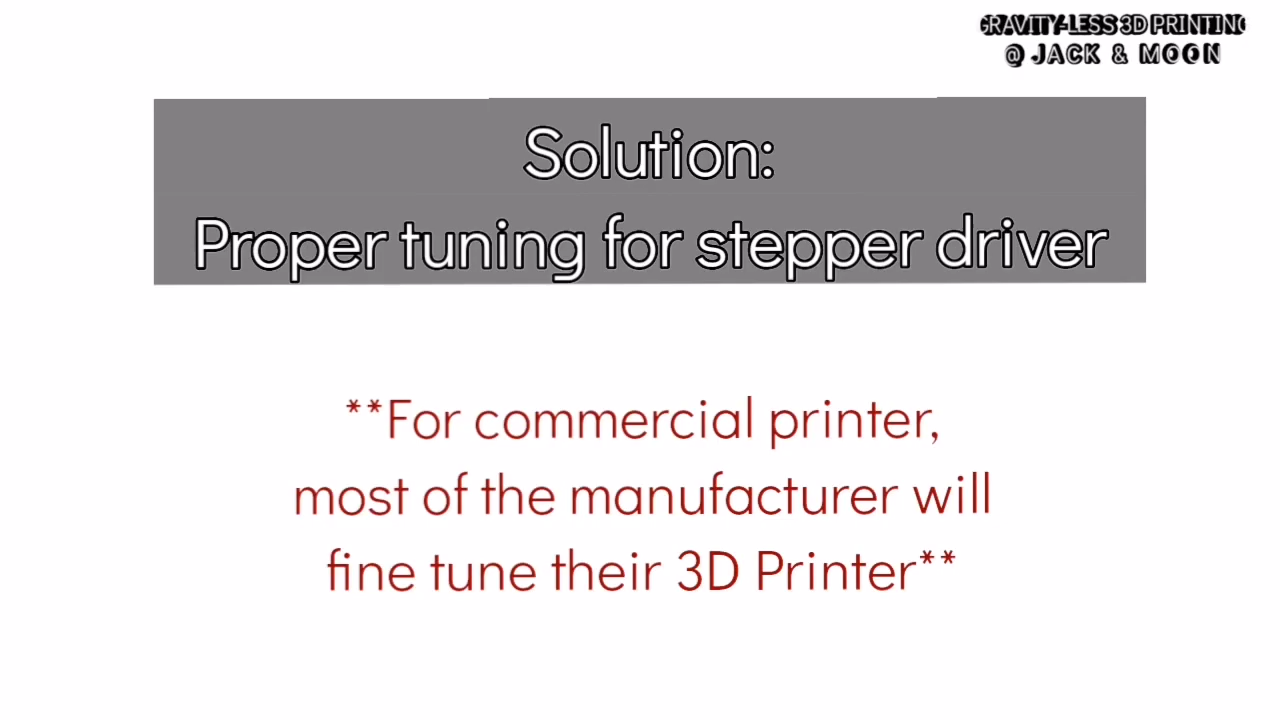 GRAVITY-LESS 3D PRINTING
@ JACK & MOON
Solution:
Proper tuning for stepper driver
**For commercial printer,
most of the manufacturer will
fine tune their 3D Printer**